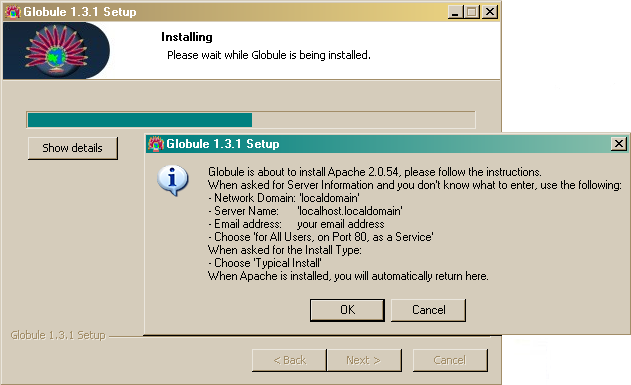 Globule 1.3.1 Setup
Installing
Please wait while Globule is being installed.
Show details
Globule 1.3.1 Setup
Globule is about to install Apache 2.0.54, please follow the instructions.
When asked for Server Information and you don't know what to enter, use the following:
- Network Domain: 'localdomain'
- Server Name: 'localhost.localdomain'
- Email address: your email address
- Choose 'for All Users, on Port 80, as a Service'
When asked for the Install Type:
- Choose 'Typical Install'
When Apache is installed, you will automatically return here.
OK Cancel
Globule 1.3.1 Setup
< Back Next > Cancel